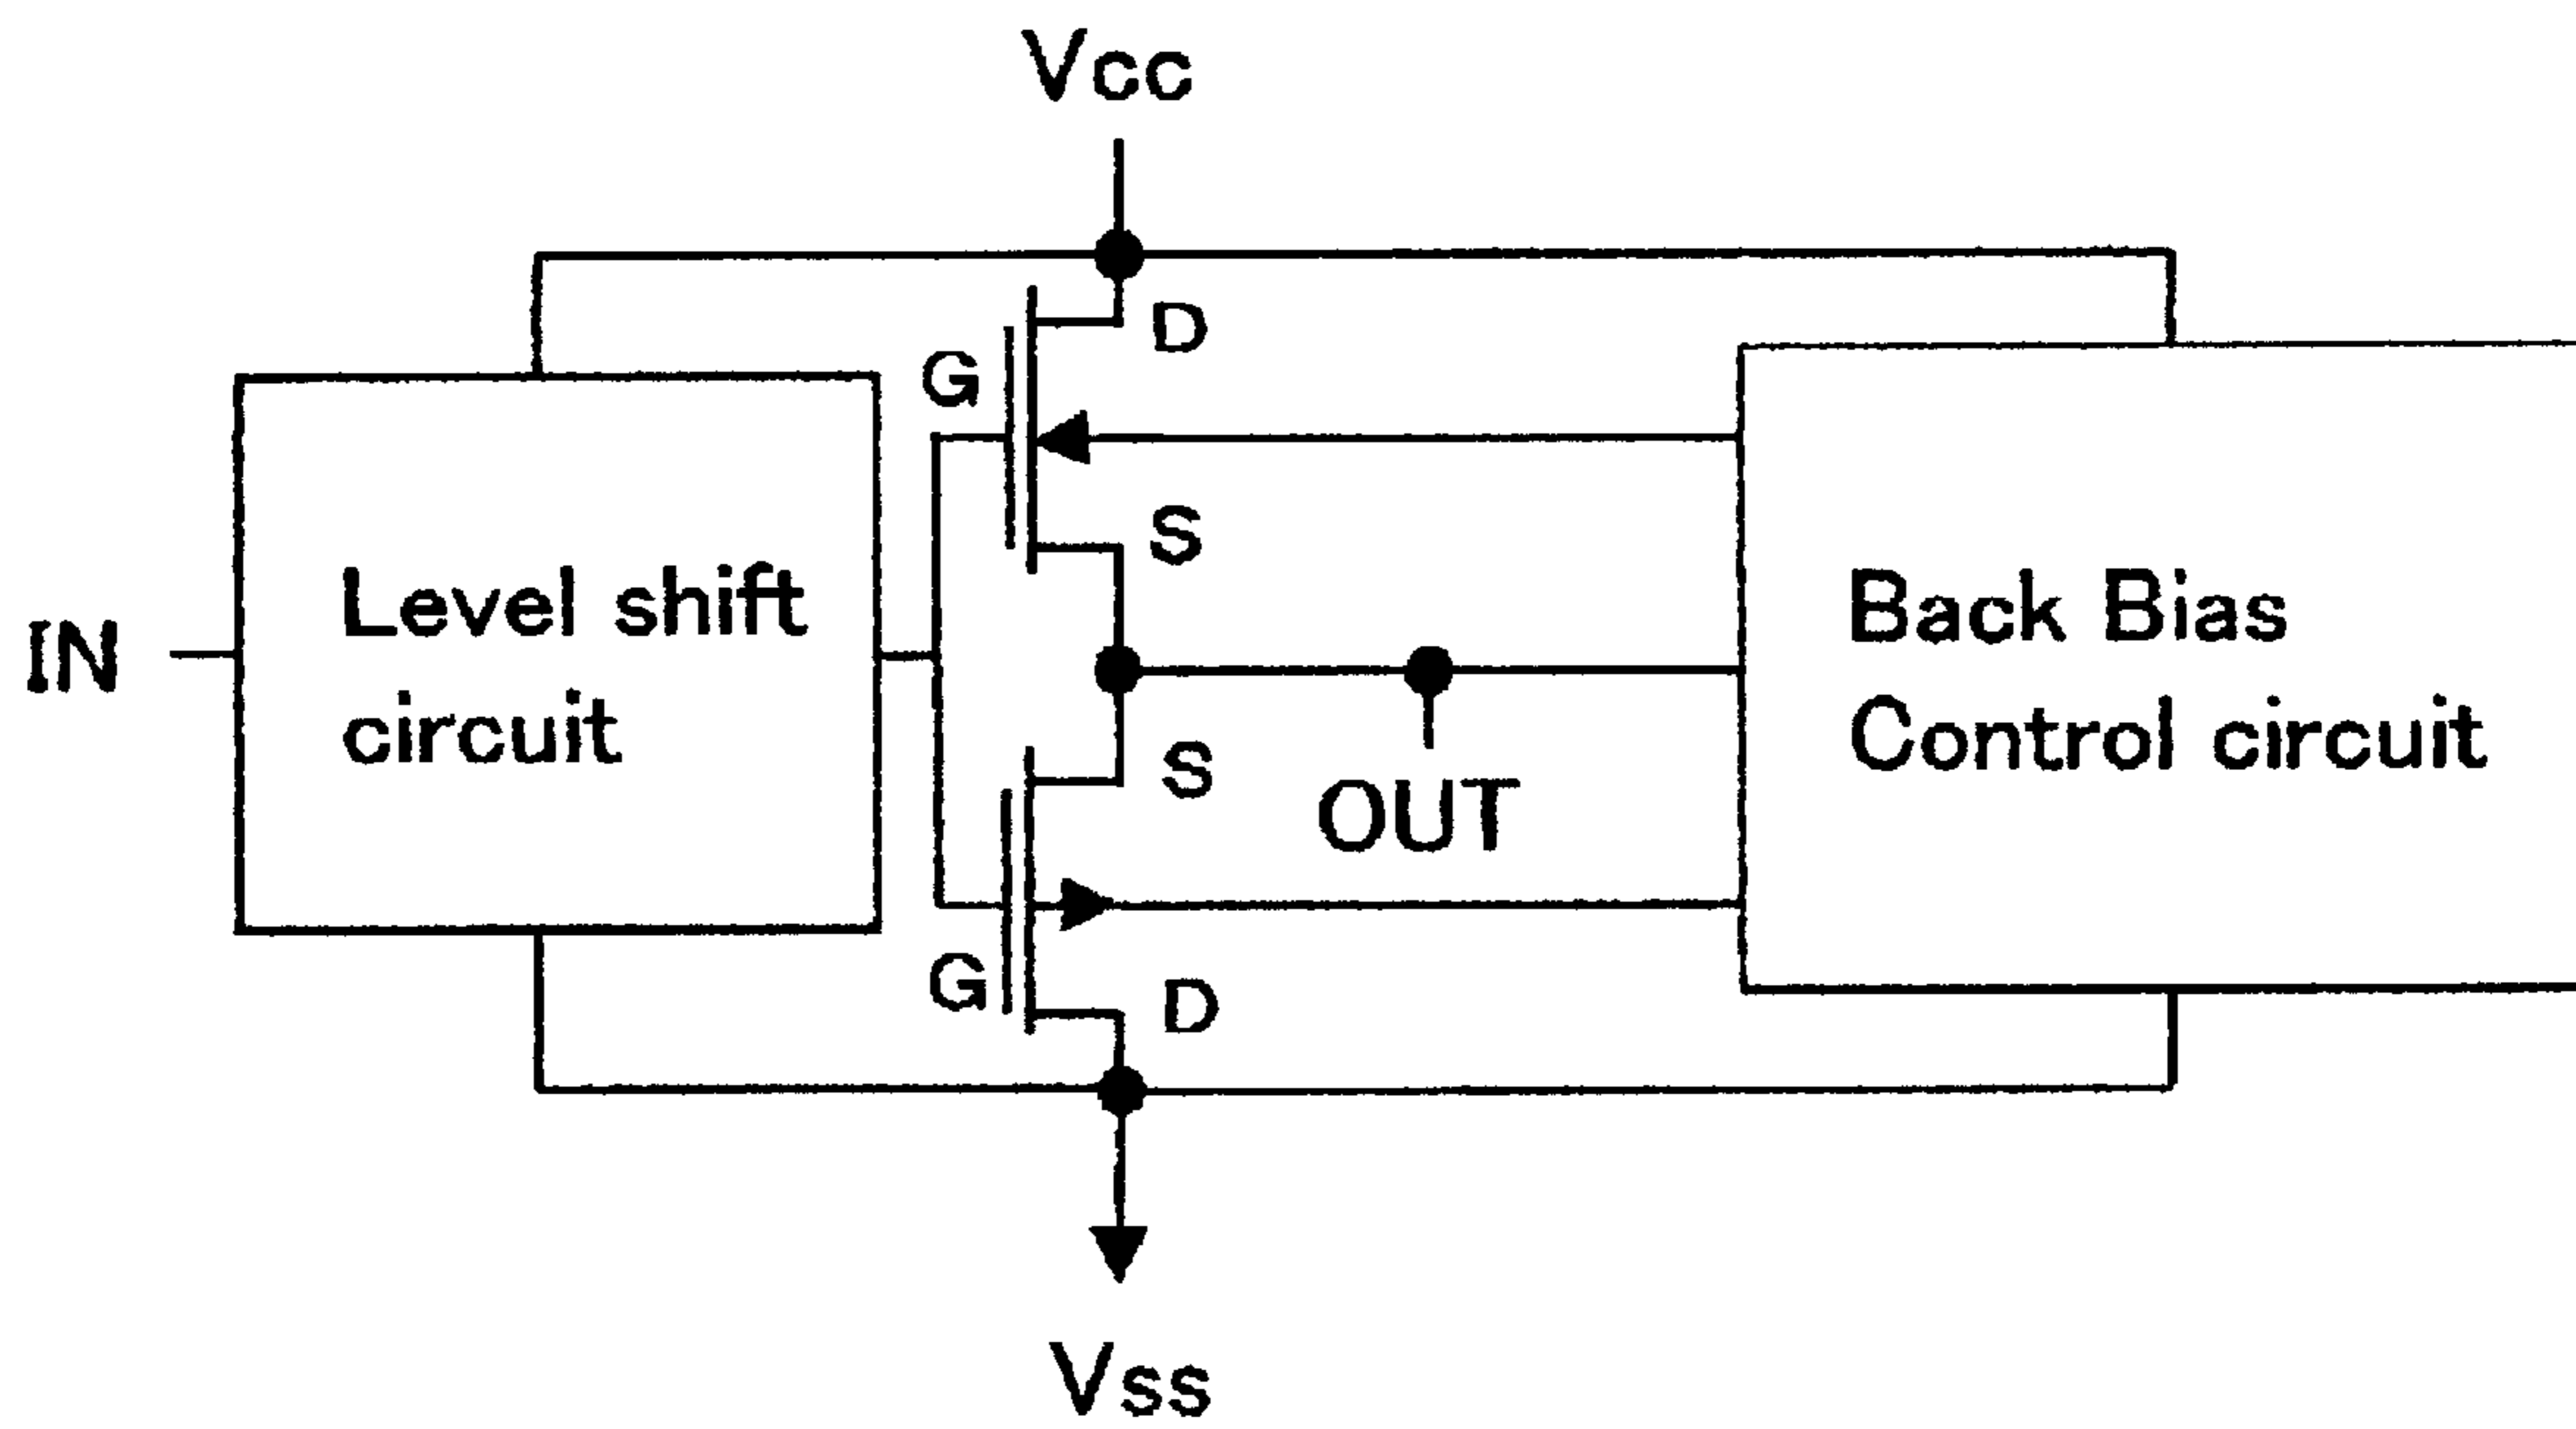 Vcc
D
G
S
Level shift
circuit
IN
Back Bias
Control circuit
S
OUT
G
D
Vss